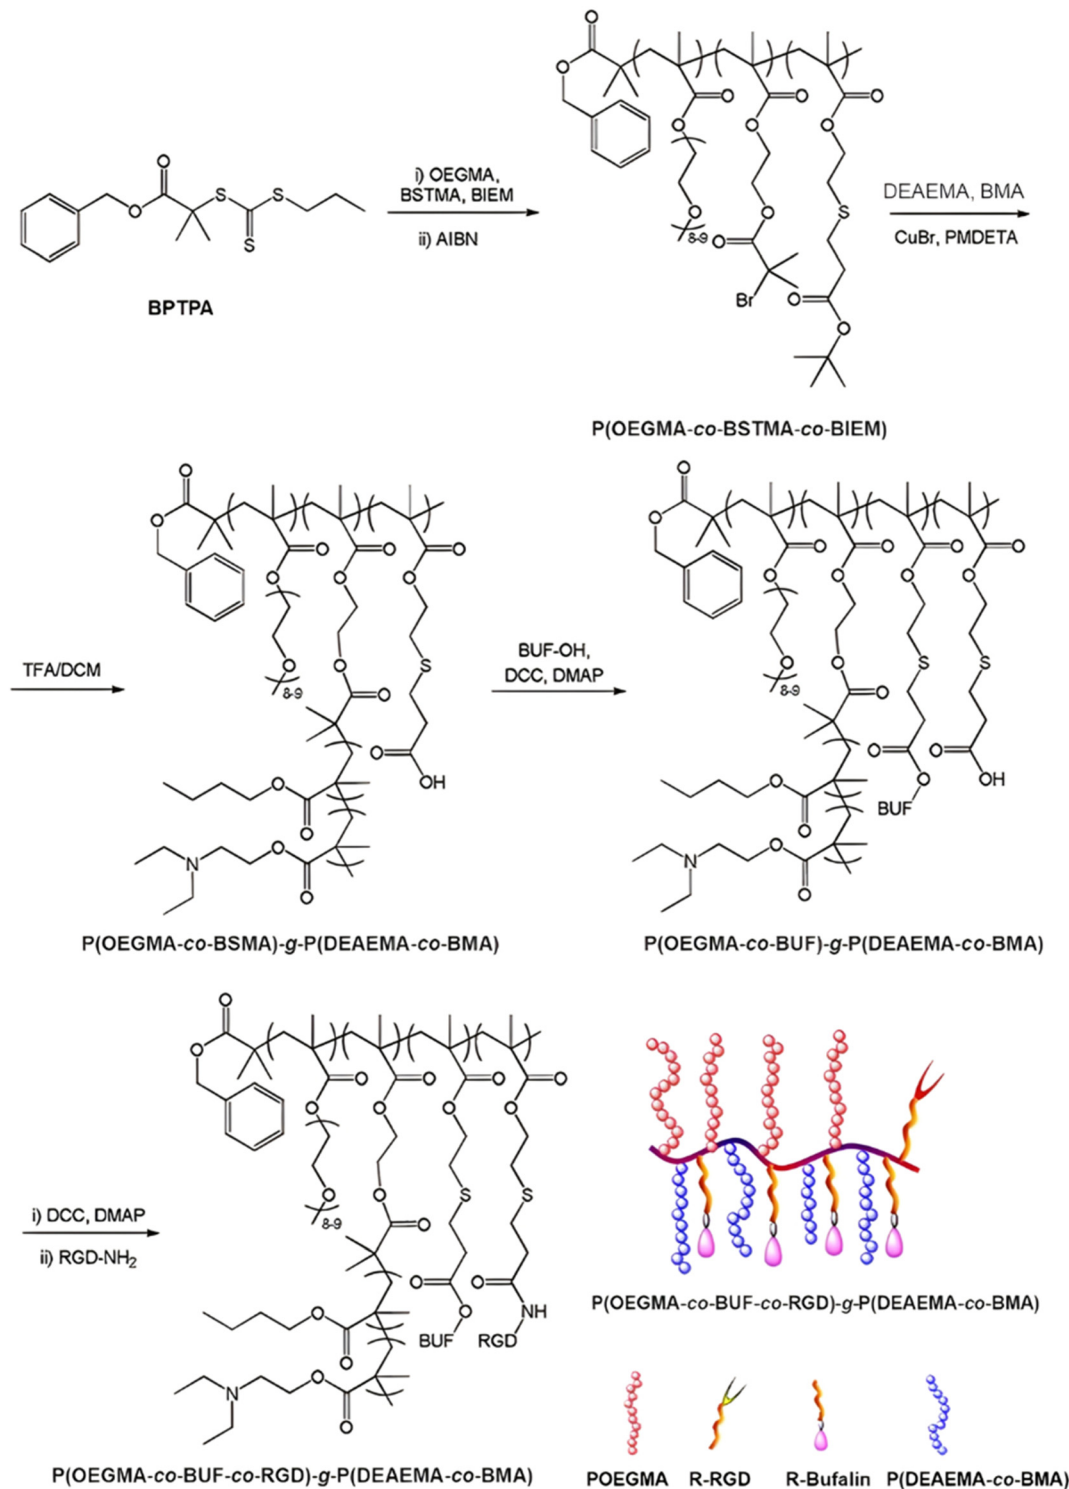 i) OEGMA,
BSTMA, BIEM
ii) AIBN
BPTPA
O
O
S
S
S
O
O
O
O
O
O
O
O
O
8-9
O
O
Br
S
O
O
DEAEMA, BMA
CuBr, PMDETA
P(OEGMA-co-BSTMA-co-BIEM)
TFA/DCM
O
O
O
O
O
O
O
O
O
8-9
O
O
S
O
OH
O
O
N
O
O
P(OEGMA-co-BSMA)-g-P(DEAEMA-co-BMA)
BUF-OH,
DCC, DMAP
O
O
O
O
O
O
O
O
O
O
O
8-9
O
O
S
S
O
O
BUF
O
OH
O
O
N
O
O
P(OEGMA-co-BUF)-g-P(DEAEMA-co-BMA)
i) DCC, DMAP
ii) RGD-NH2
O
O
O
O
O
O
O
O
O
O
O
8-9
O
O
S
S
O
O
BUF
O
NH
RGD
O
O
N
O
O
P(OEGMA-co-BUF-co-RGD)-g-P(DEAEMA-co-BMA)
P(OEGMA-co-BUF-co-RGD)-g-P(DEAEMA-co-BMA)
POEGMA
R-RGD
R-Bufalin
P(DEAEMA-co-BMA)